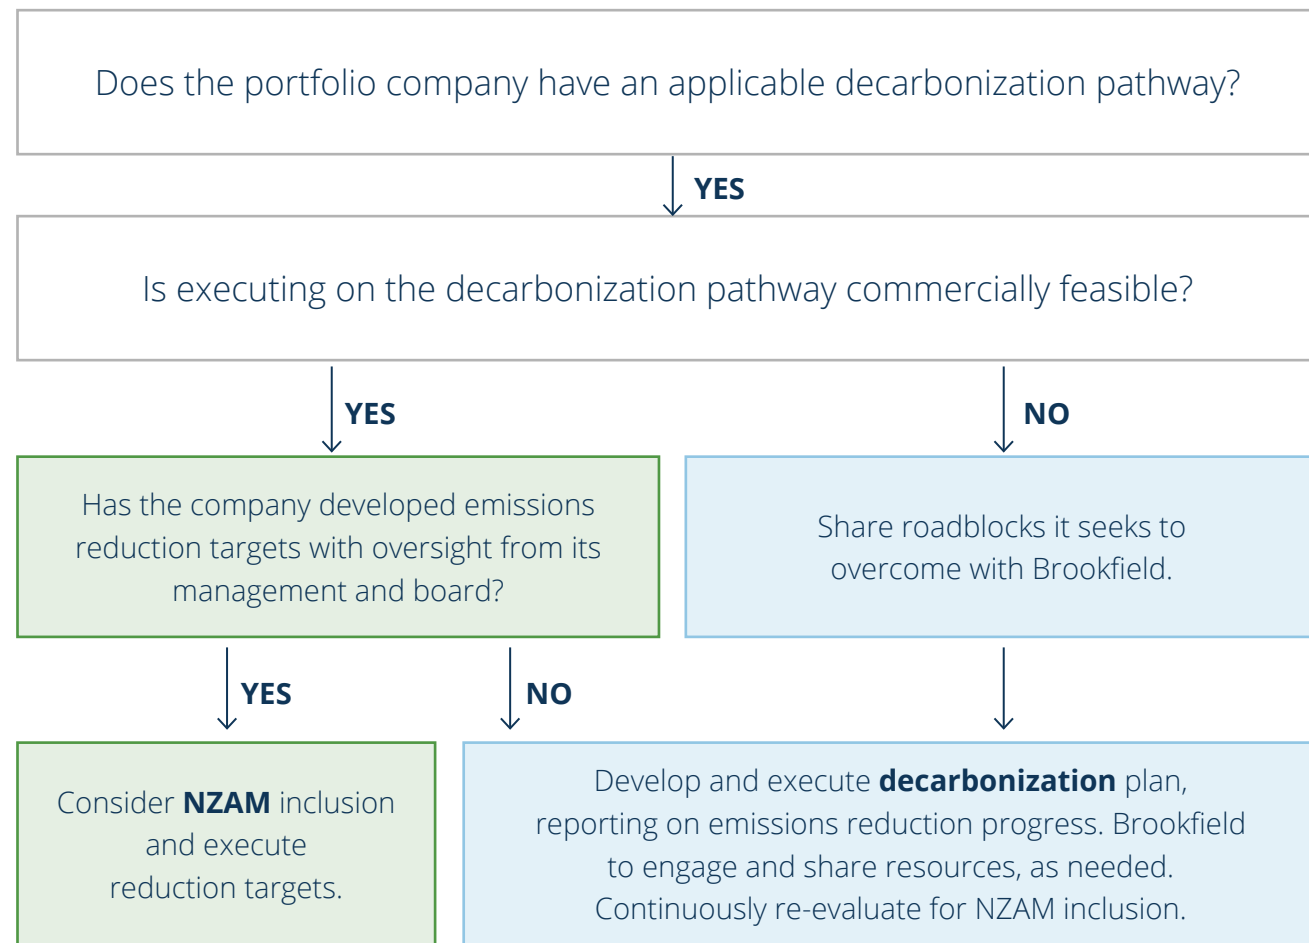 Does the portfolio company have an applicable decarbonization pathway?
YES
Is executing on the decarbonization pathway commercially feasible?
YES
NO
Has the company developed emissions
reduction targets with oversight from its
management and board?
Share roadblocks it seeks to
overcome with Brookfield.
YES
NO
Consider NZAM inclusion
and execute
reduction targets.
Develop and execute decarbonization plan,
reporting on emissions reduction progress. Brookfield
to engage and share resources, as needed.
Continuously re-evaluate for NZAM inclusion.